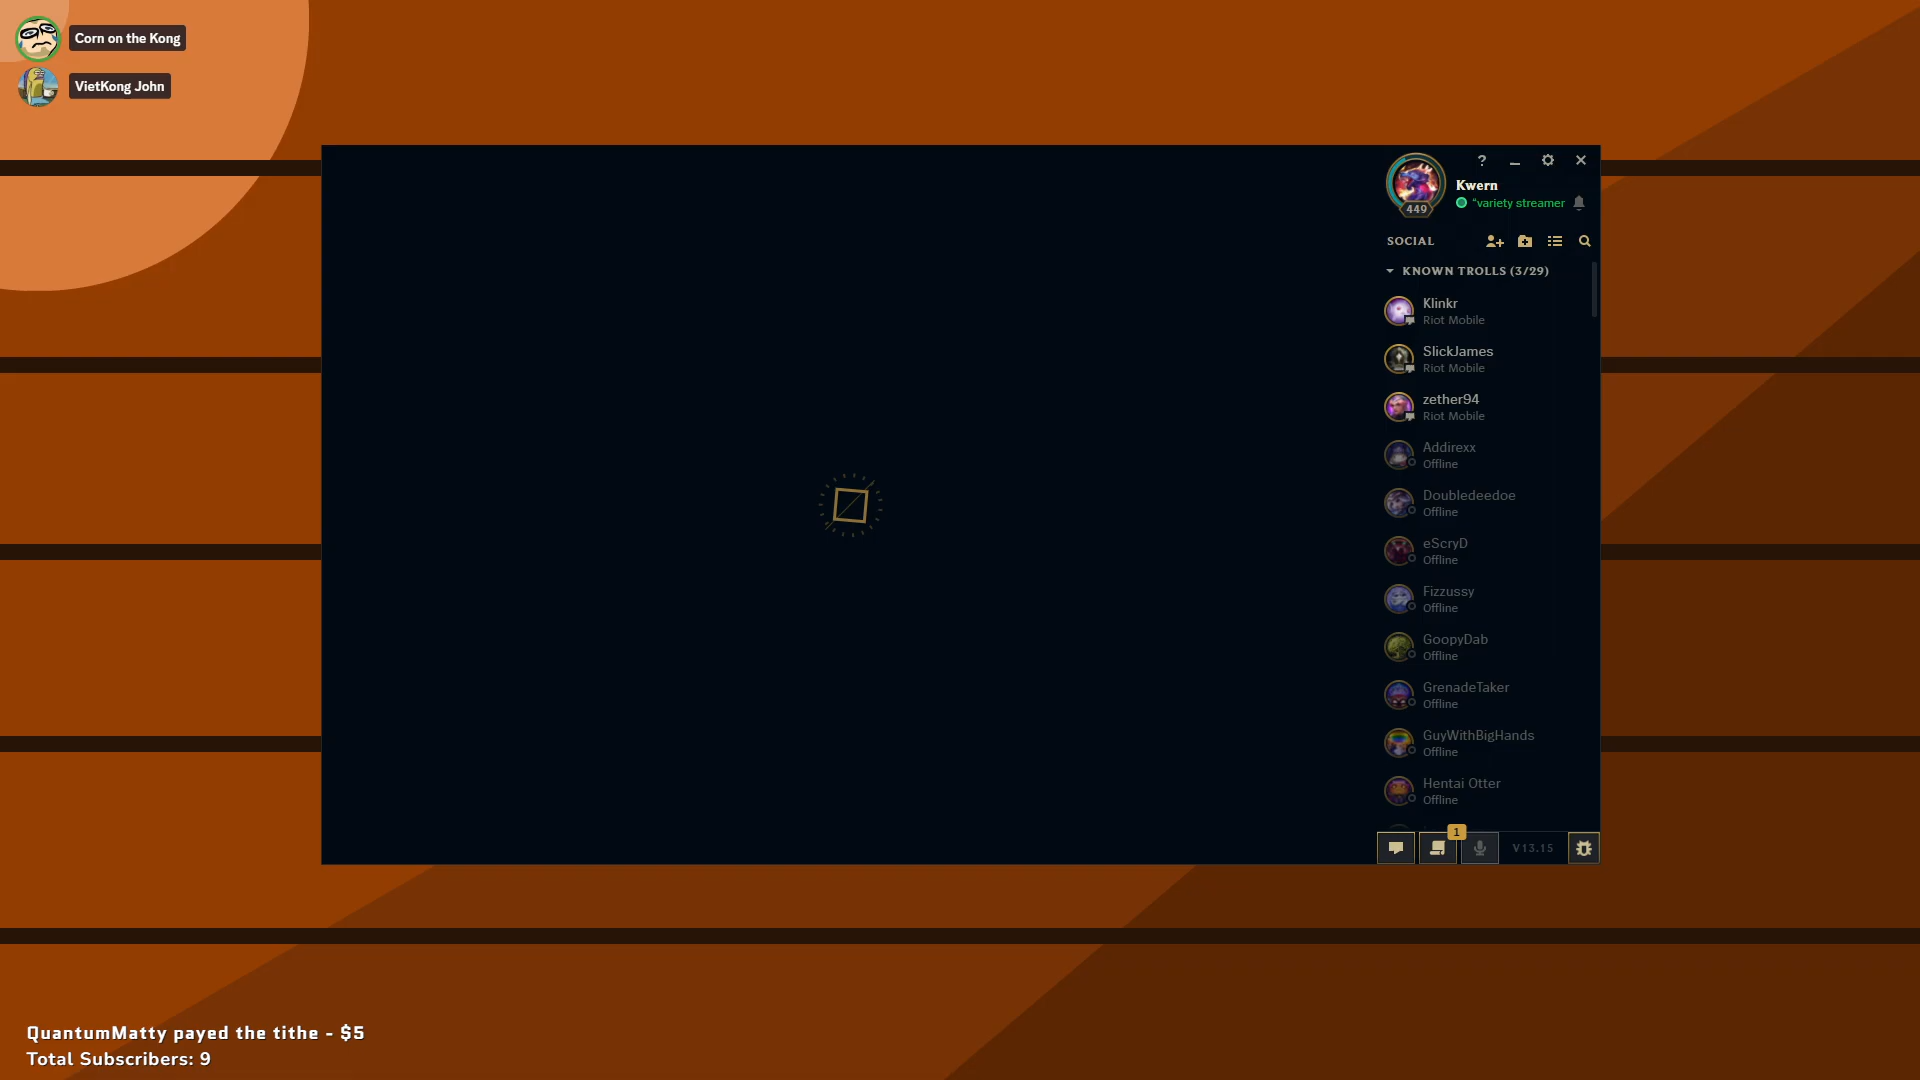 Corn on the Kong
VietKong John
?
Kwern
449
"variety streamer
SOCIAL
KNOWN TROLLS (3/29)
Klinkr
Riot Mobile
SlickJames
Riot Mobile
zether94
Riot Mobile
Addirexx
Offline
Doubledeedoe
Offline
eScryD
Offline
Fizzussy
Offline
GoopyDab
Offline
GrenadeTaker
Offline
GuyWithBigHands
Offline
Hentai Otter
Offline
1
V13.15
QuantumMatty payed the tithe - $5
Total Subscribers: 9